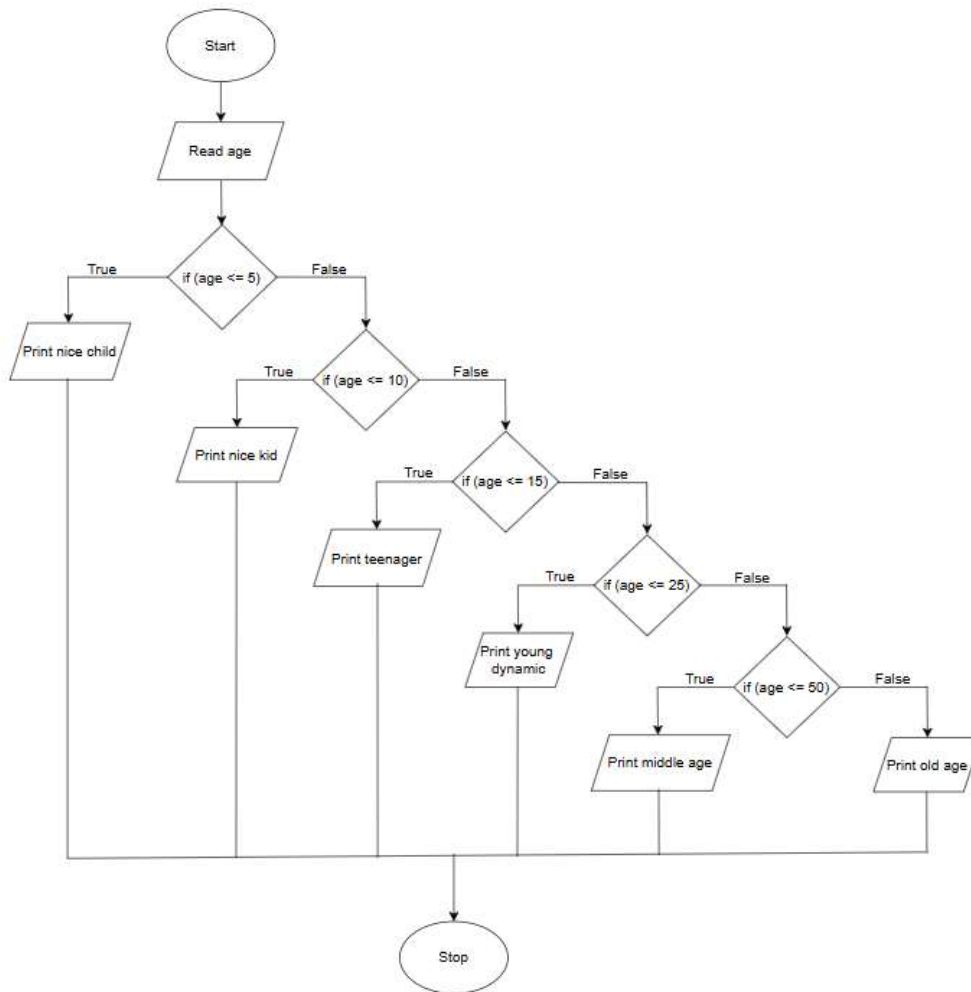 Start
Read age
if (age <= 5)
True
False
Print nice child
if (age <= 10)
True
False
Print nice kid
if (age <= 15)
True
False
Print teenager
if (age <= 25)
True
False
Print young
dynamic
if (age <= 50)
True
False
Print middle age
Print old age
Stop